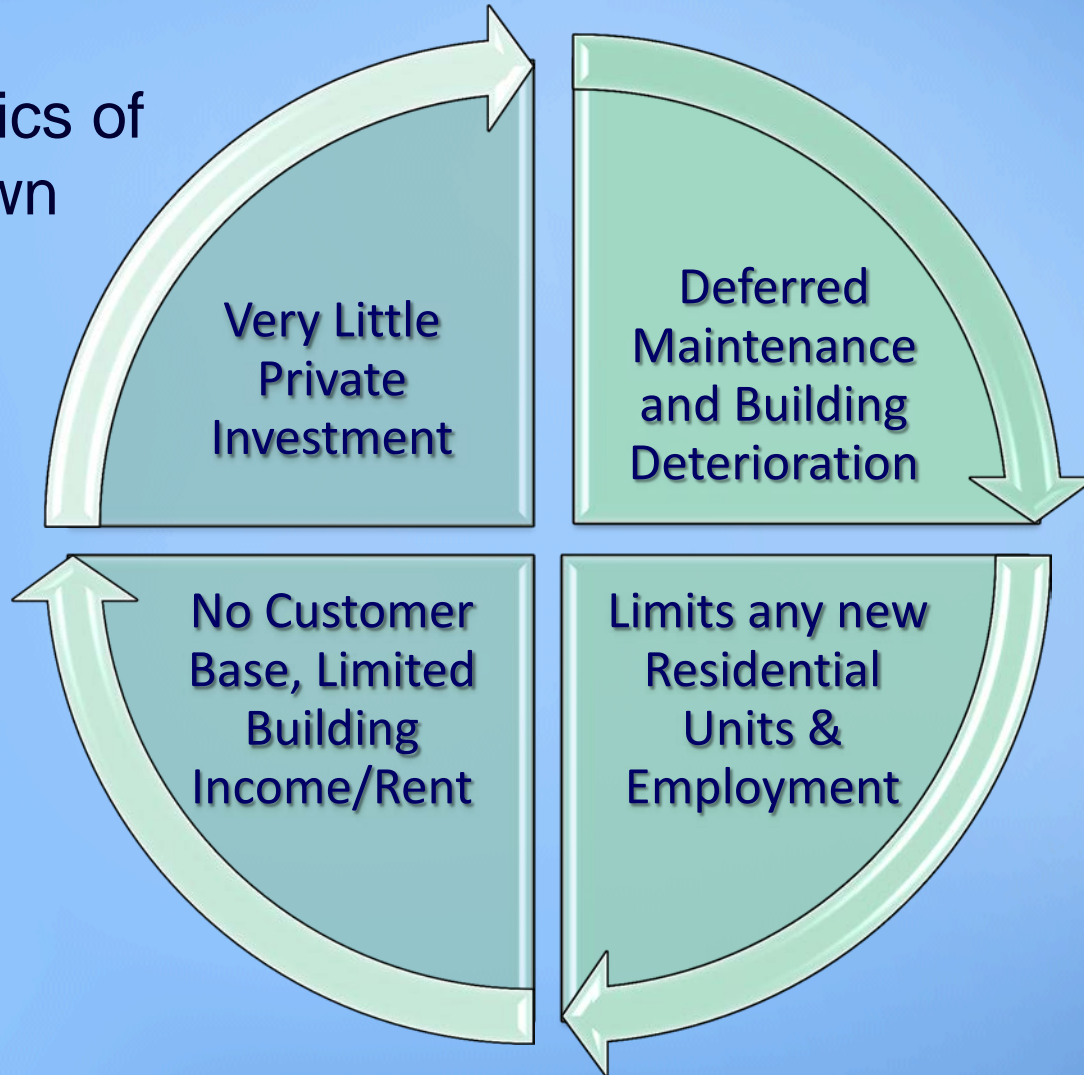 ics of
wn
Very Little
Private
Investment
Deferred
Maintenance
and Building
Deterioration
No Customer
Base, Limited
Building
Income/Rent
Limits any new
Residential
Units &
Employment